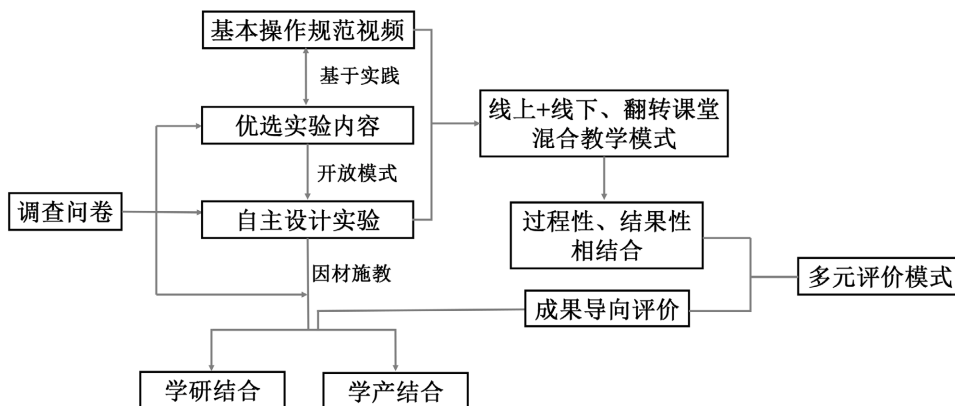 基本操作规范视频
基于实践
优选实验内容
线上+线下、翻转课堂
混合教学模式
开放模式
调查问卷
自主设计实验
过程性、结果性
相结合
因材施教
多元评价模式
成果导向评价
学研结合
学产结合